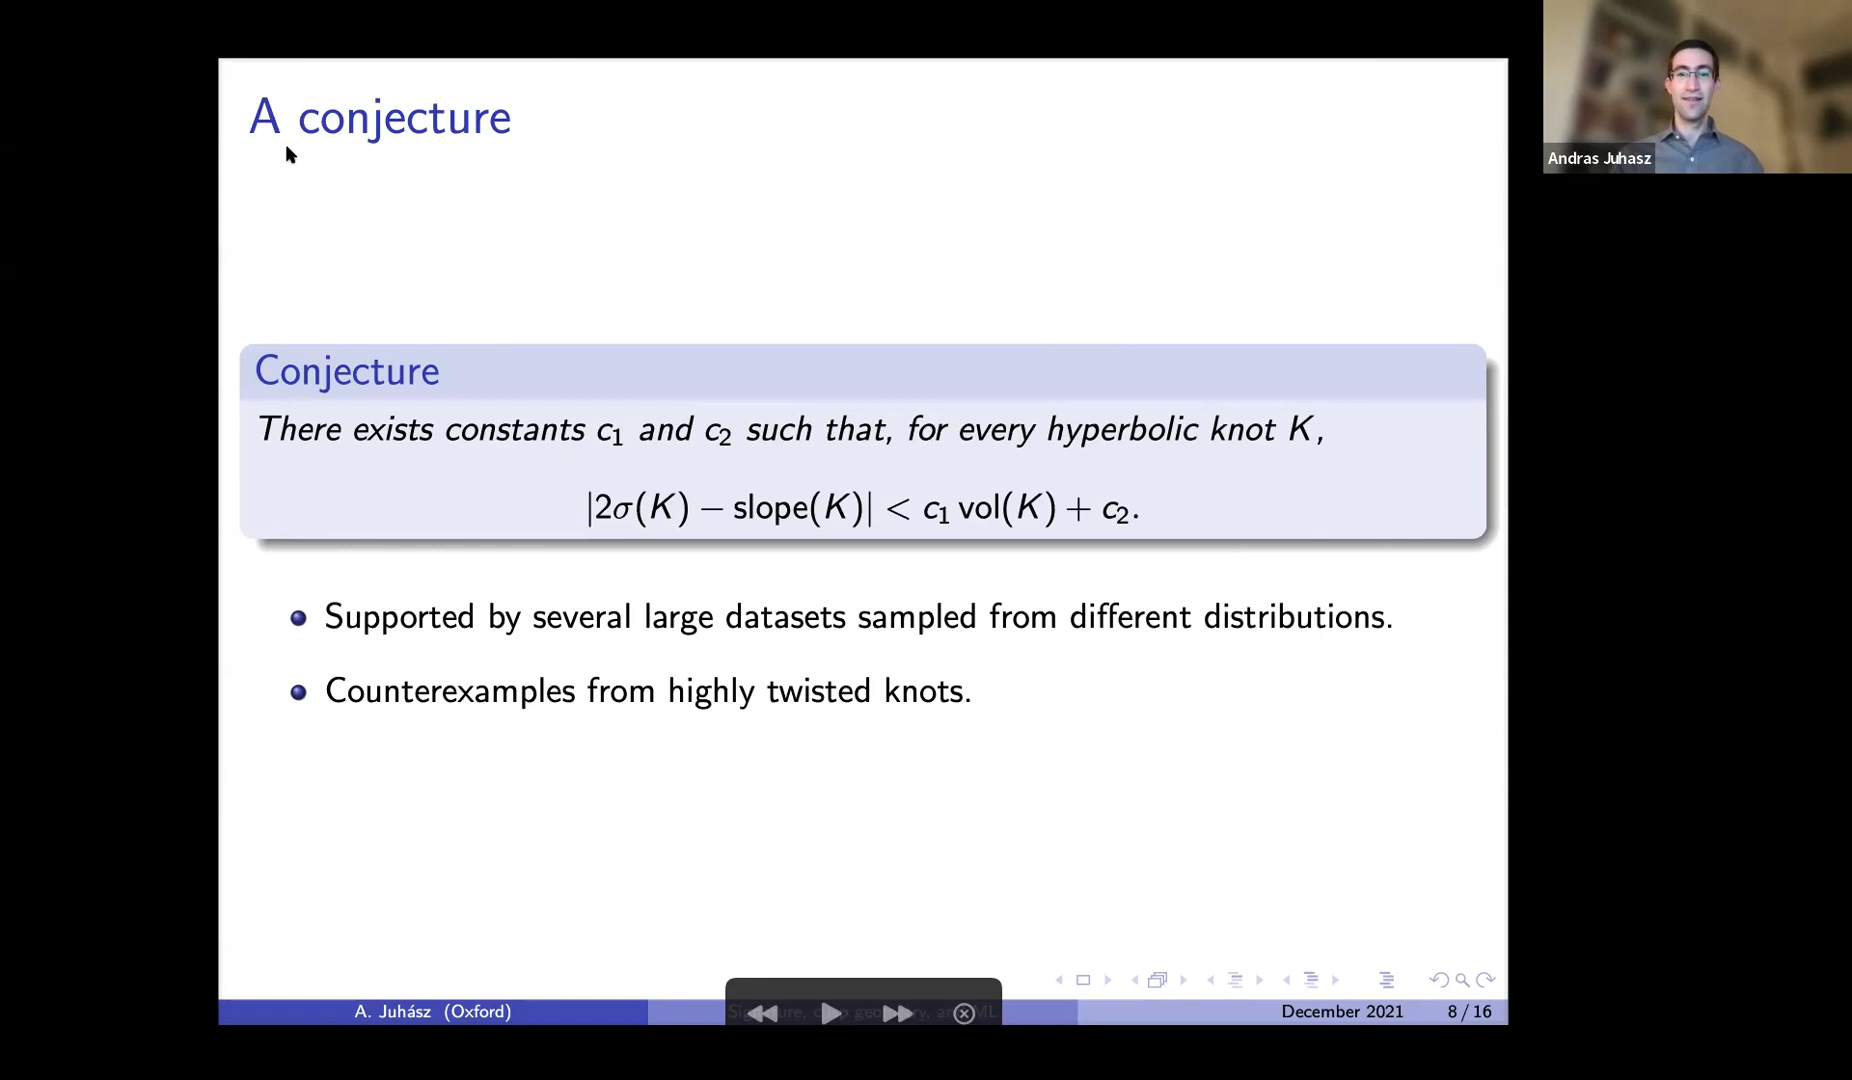 A conjecture
Andras Juhasz
Conjecture
There exists constants c₁ and c₂ such that, for every hyperbolic knot K,
|2σ(K) − slope(K)| < c₁ vol(K) + c₂.
Supported by several large datasets sampled from different distributions.
Counterexamples from highly twisted knots.
A. Juhász (Oxford)
December 2021
8 / 16